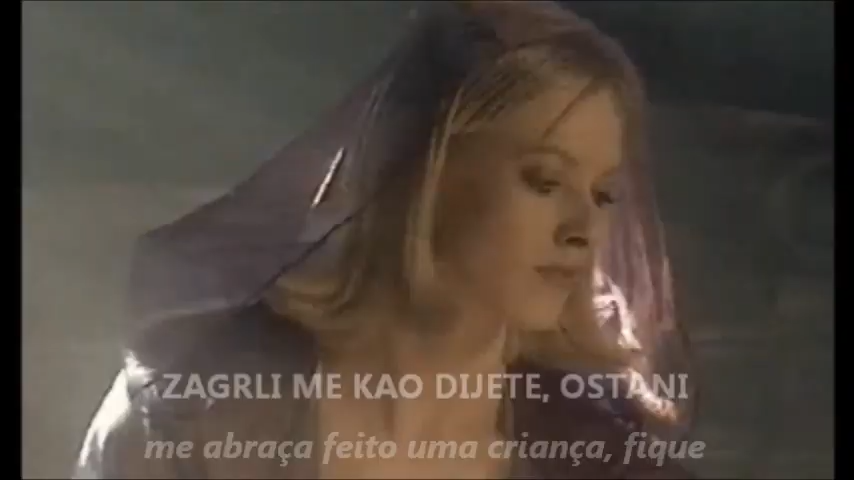 ZAGRLI ME KAO DIJETE, OSTANI
me abraça feito uma criança, fique